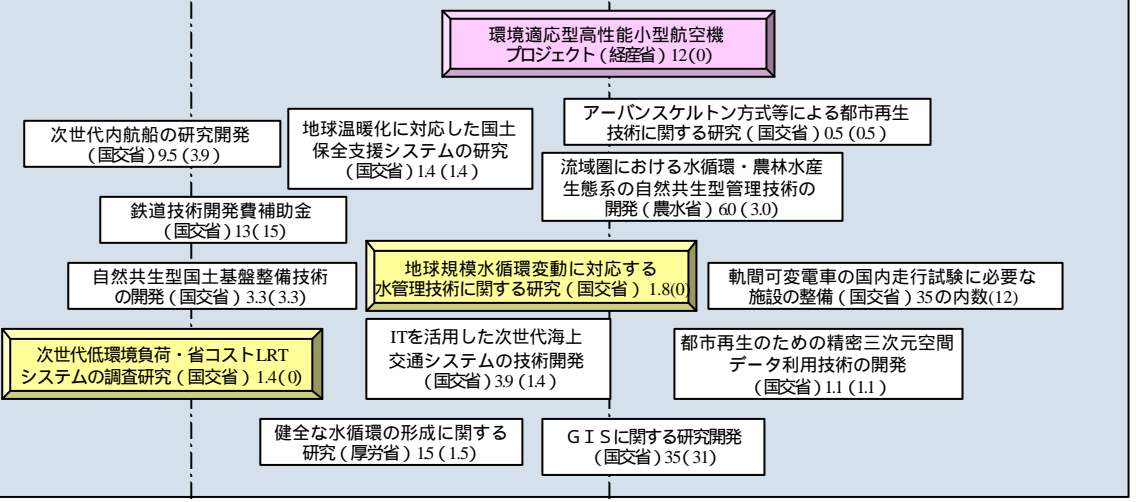 環境適応型高性能小型航空機
プロジェクト（経産省）12(0)
アーバンスケルトン方式等による都市再生
技術に関する研究（国交省）0.5 (0.5)
次世代内航船の研究開発
（国交省）9.5 (3.9)
地球温暖化に対応した国土
保全支援システムの研究
（国交省）1.4 (1.4)
流域圏における水循環・農林水産
生態系の自然共生型管理技術の
開発（農水省）6.0 (3.0)
鉄道技術開発費補助金
（国交省）13(15)
地球規模水循環変動に対応する
水管理技術に関する研究（国交省） 1.8(0)
自然共生型国土基盤整備技術
の開発（国交省）3.3(3.3)
軌間可変電車の国内走行試験に必要な
施設の整備（国交省）35の内数(12)
ITを活用した次世代海上
交通システムの技術開発
（国交省）3.9 (1.4)
次世代低環境負荷・省コストLRT
システムの調査研究（国交省）1.4(0)
都市再生のための精密三次元空間
データ利用技術の開発
（国交省）1.1 (1.1)
健全な水循環の形成に関する
研究（厚労省）1.5 (1.5)
ＧＩＳに関する研究開発
（国交省）35(31)